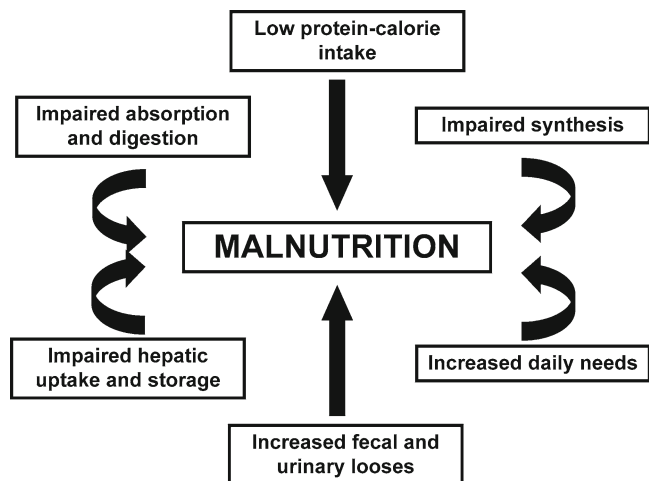 Low protein-calorie
intake
Impaired absorption
and digestion
Impaired synthesis
MALNUTRITION
Impaired hepatic
uptake and storage
Increased daily needs
Increased fecal and
urinary looses